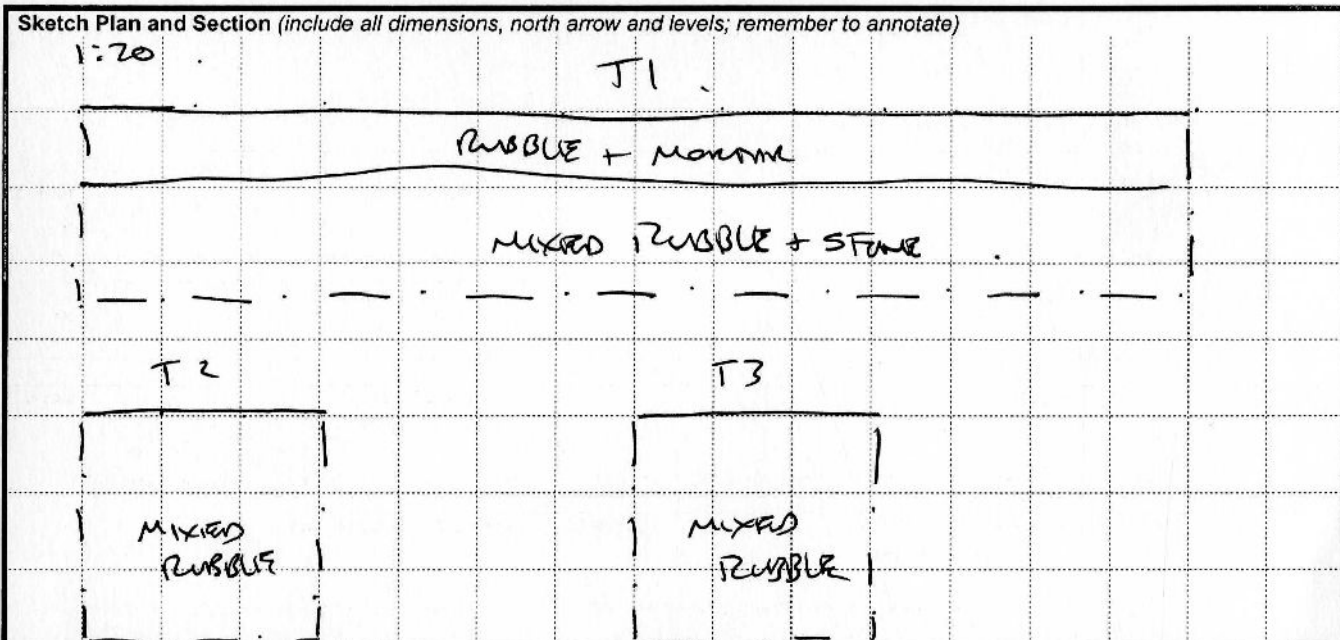 Sketch Plan and Section (include all dimensions, north arrow and levels; remember to annotate)
1:20
T1
RUBBLE + MORTAR
MIXED RUBBLE + STONE
T2
T3
MIXED
RUBBLE
MIXED
RUBBLE